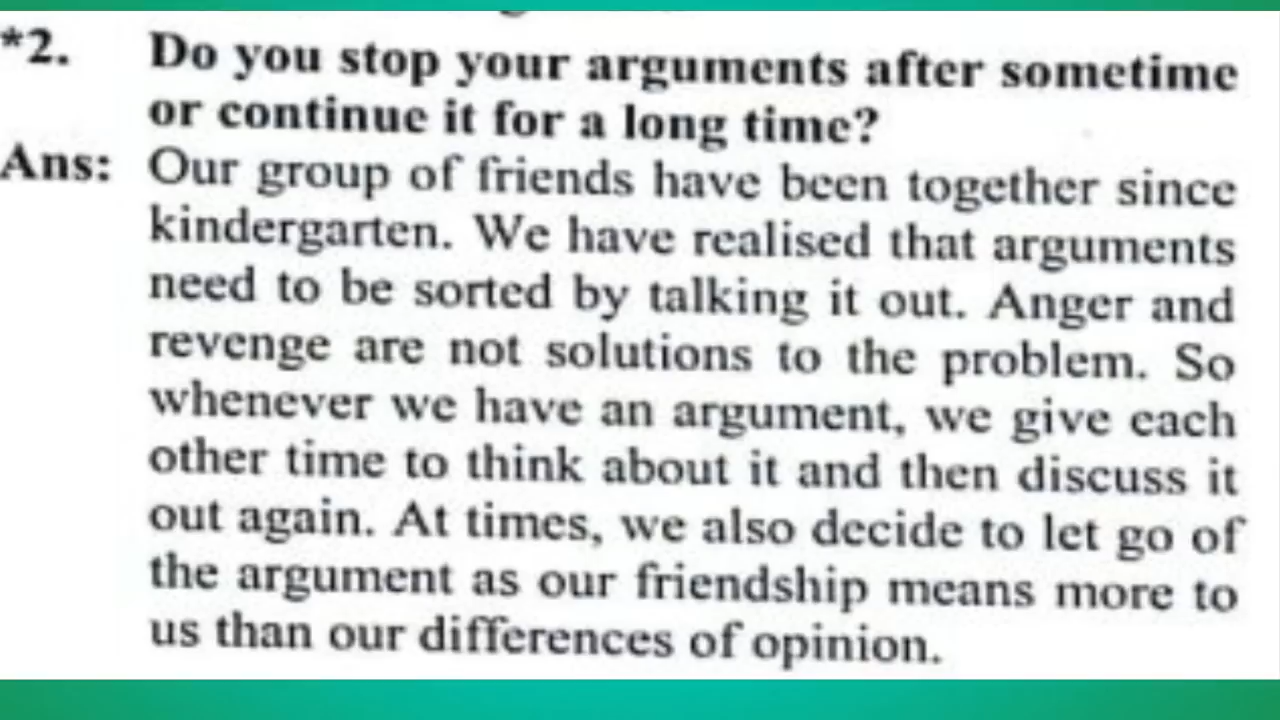 *2. Do you stop your arguments after sometime
or continue it for a long time?
Ans: Our group of friends have been together since
kindergarten. We have realised that arguments
need to be sorted by talking it out. Anger and
revenge are not solutions to the problem. So
whenever we have an argument, we give each
other time to think about it and then discuss it
out again. At times, we also decide to let go of
the argument as our friendship means more to
us than our differences of opinion.